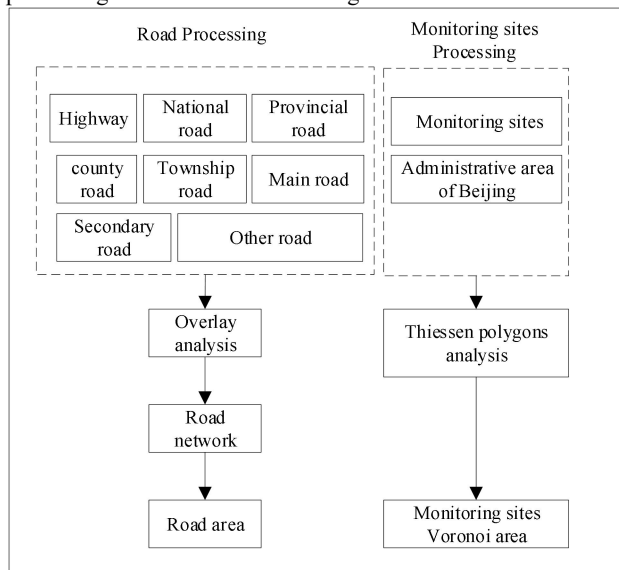 Road Processing
Monitoring sites
Processing
Highway
National
road
Provincial
road
county
road
Township
road
Main road
Secondary
road
Other road
Monitoring sites
Administrative area
of Beijing
Overlay
analysis
Road
network
Road area
Thiessen polygons
analysis
Monitoring sites
Voronoi area